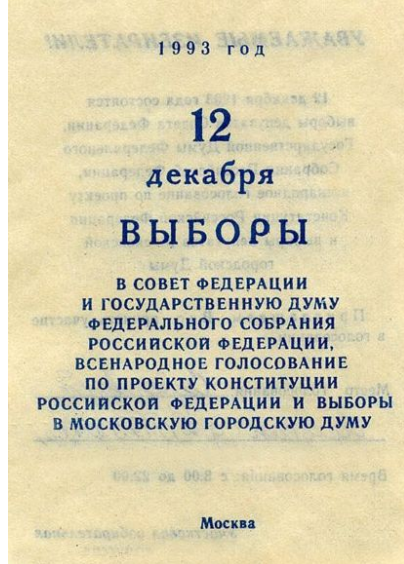 1993 год
12
декабря
ВЫБОРЫ
В СОВЕТ ФЕДЕРАЦИИ
И ГОСУДАРСТВЕННУЮ ДУМУ
ФЕДЕРАЛЬНОГО СОБРАНИЯ
РОССИЙСКОЙ ФЕДЕРАЦИИ,
ВСЕНАРОДНОЕ ГОЛОСОВАНИЕ
ПО ПРОЕКТУ КОНСТИТУЦИИ
РОССИЙСКОЙ ФЕДЕРАЦИИ И ВЫБОРЫ
В МОСКОВСКУЮ ГОРОДСКУЮ ДУМУ
Москва